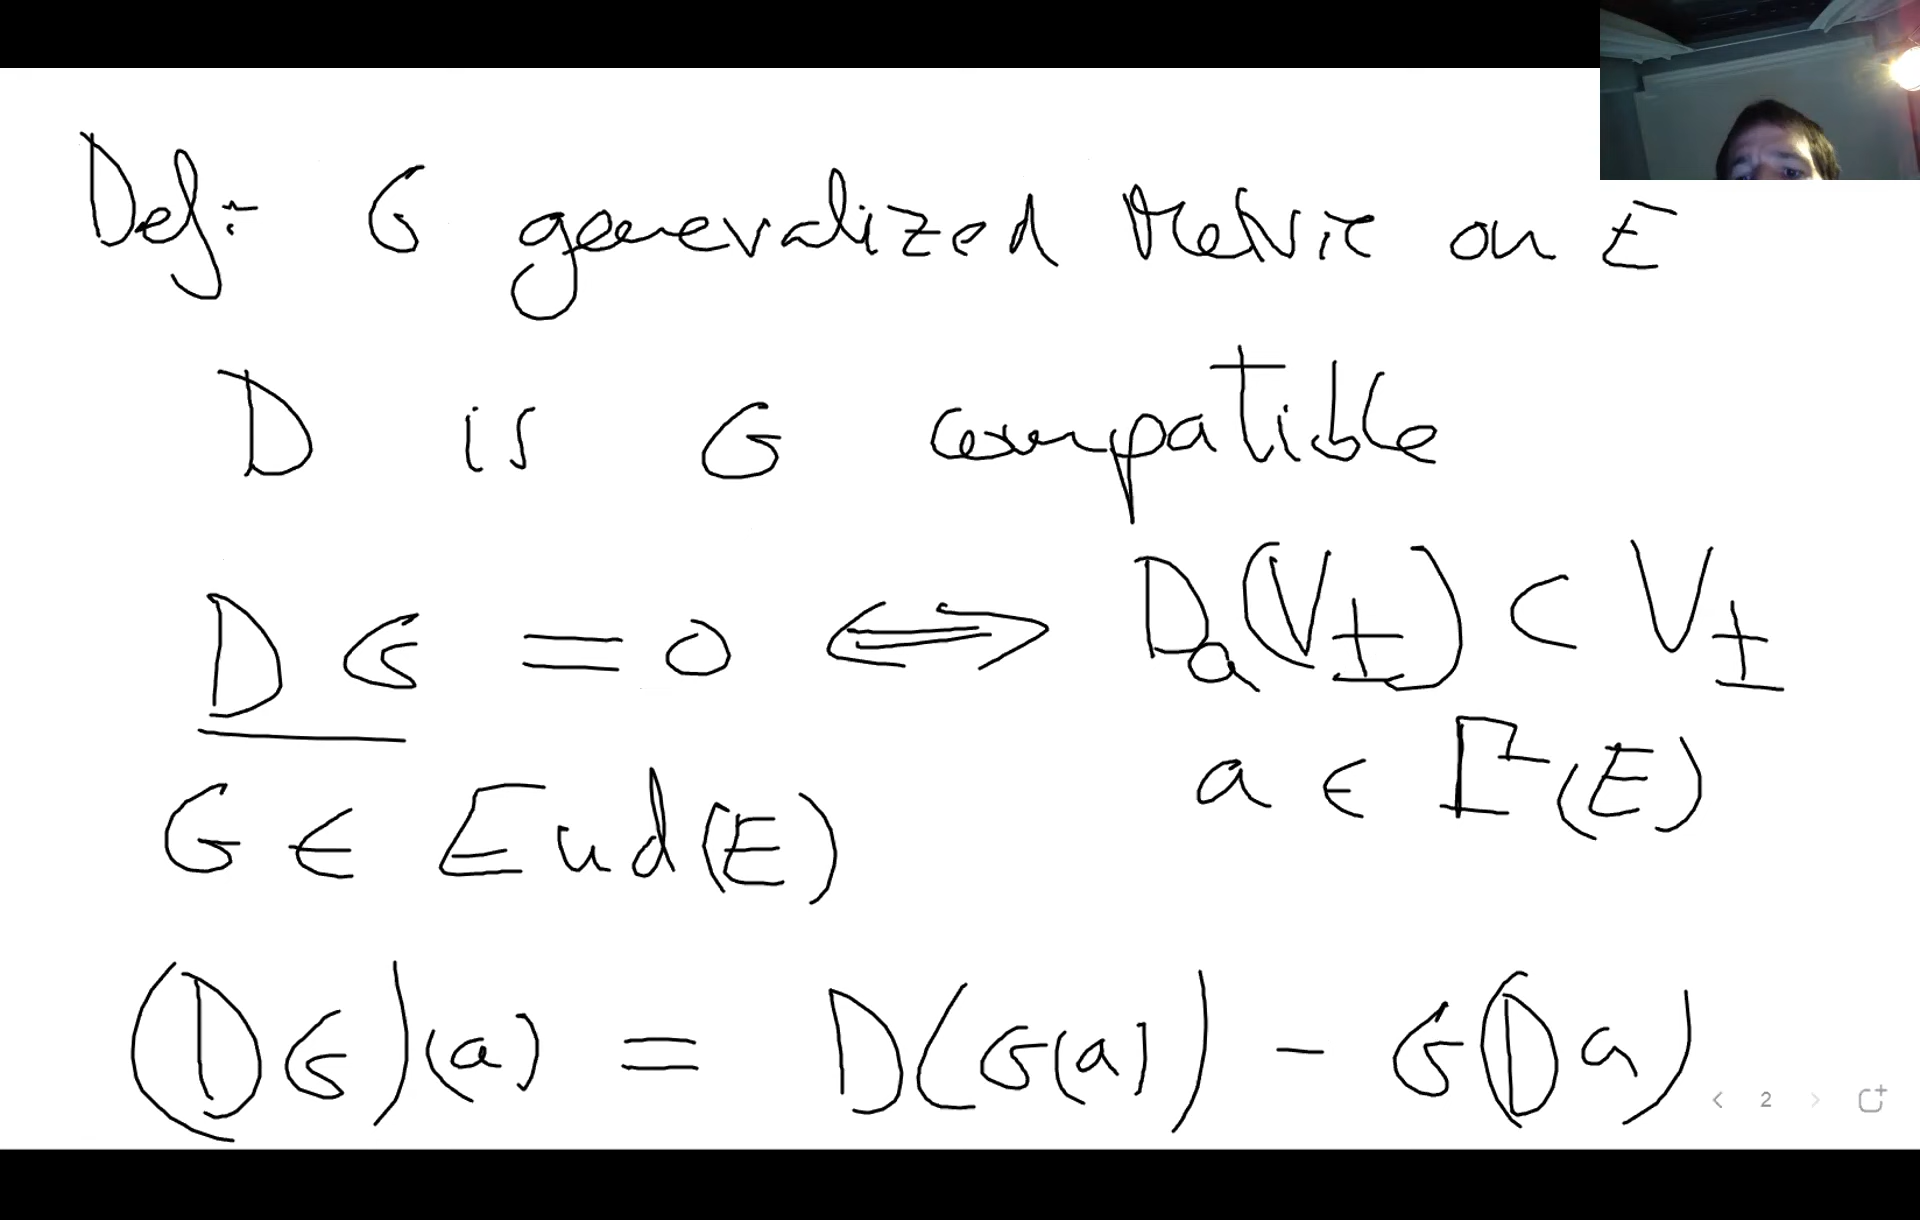 Def: G generalized metric on E
D is G compatible
DG = 0 ⟺ D_a(V_±) ⊂ V_±
G ∈ End(E) a ∈ Γ(E)
(DG)(a) = D(G(a)) - G(Da)
< 2 >